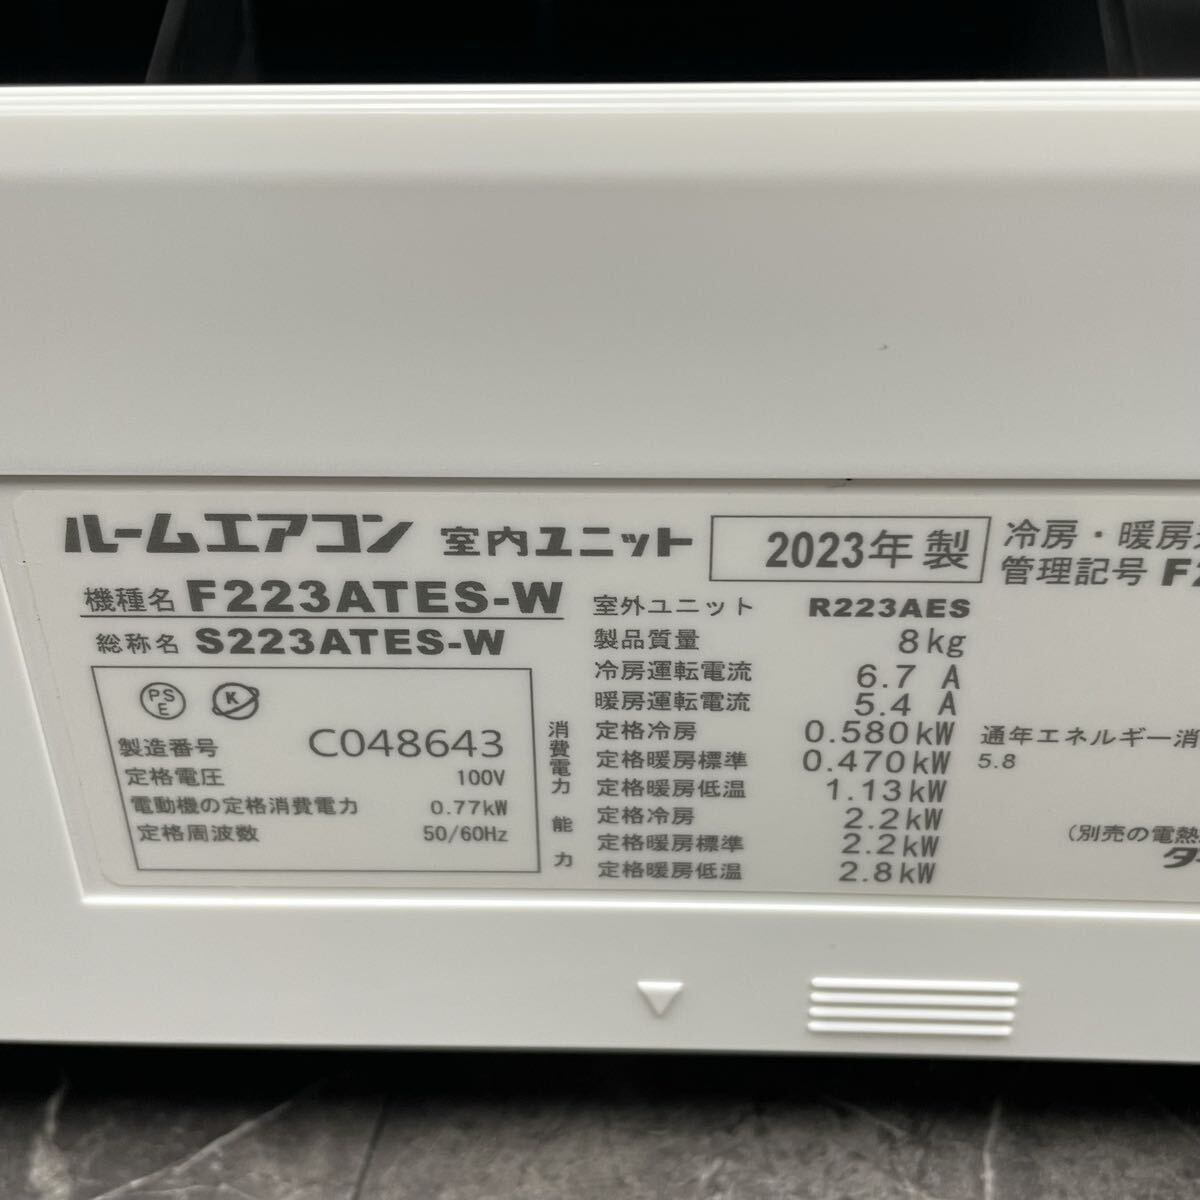 ルームエアコン 室内ユニット 2023年製
機種名 F223ATES-W
総称名 S223ATES-W
PSE K
製造番号 C048643
定格電圧 100V
電動機の定格消費電力 0.77kW
定格周波数 50/60Hz
室外ユニット R223AES
製品質量 8kg
冷房運転電流 6.7 A
暖房運転電流 5.4 A
消費電力
定格冷房 0.580kW
定格暖房標準 0.470kW
定格暖房低温 1.13kW
能力
定格冷房 2.2kW
定格暖房標準 2.2kW
定格暖房低温 2.8kW
冷房・暖房
管理記号
通年エネルギー消
5.8
(別売の電熱